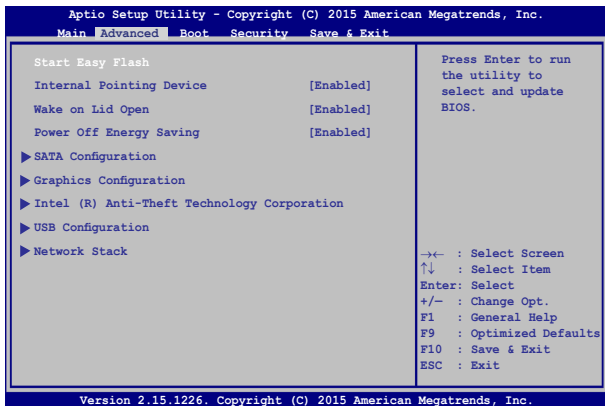 Aptio Setup Utility - Copyright (C) 2015 American Megatrends, Inc.
Main Advanced Boot Security Save & Exit
Start Easy Flash
Internal Pointing Device [Enabled]
Wake on Lid Open [Enabled]
Power Off Energy Saving [Enabled]
SATA Configuration
Graphics Configuration
Intel (R) Anti-Theft Technology Corporation
USB Configuration
Network Stack
Press Enter to run
the utility to
select and update
BIOS.
→← : Select Screen
↑↓ : Select Item
Enter: Select
+/— : Change Opt.
F1 : General Help
F9 : Optimized Defaults
F10 : Save & Exit
ESC : Exit
Version 2.15.1226. Copyright (C) 2015 American Megatrends, Inc.